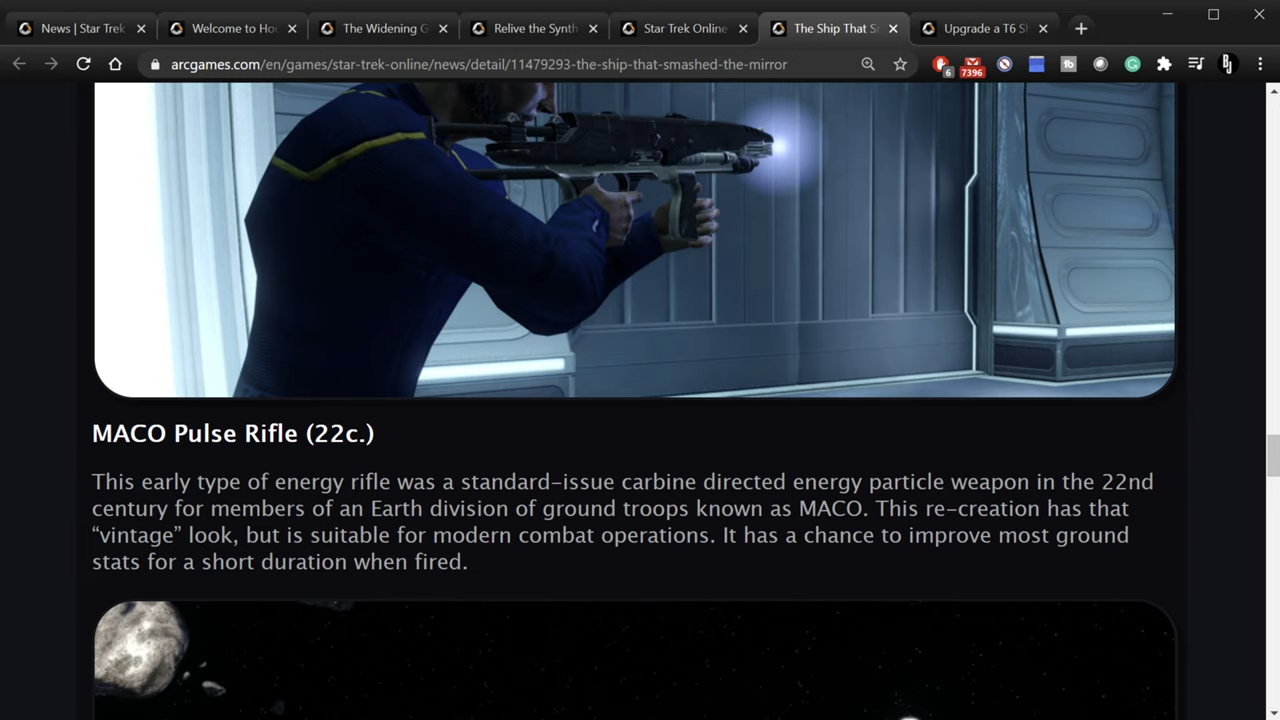 News | Star Trek
Welcome to Hou
The Widening G
Relive the Synth
Star Trek Online
The Ship That Sm
Upgrade a T6 Sh
arcgames.com/en/games/star-trek-online/news/detail/11479293-the-ship-that-smashed-the-mirror
6
7396
tb
MACO Pulse Rifle (22c.)
This early type of energy rifle was a standard-issue carbine directed energy particle weapon in the 22nd
century for members of an Earth division of ground troops known as MACO. This re-creation has that
“vintage” look, but is suitable for modern combat operations. It has a chance to improve most ground
stats for a short duration when fired.